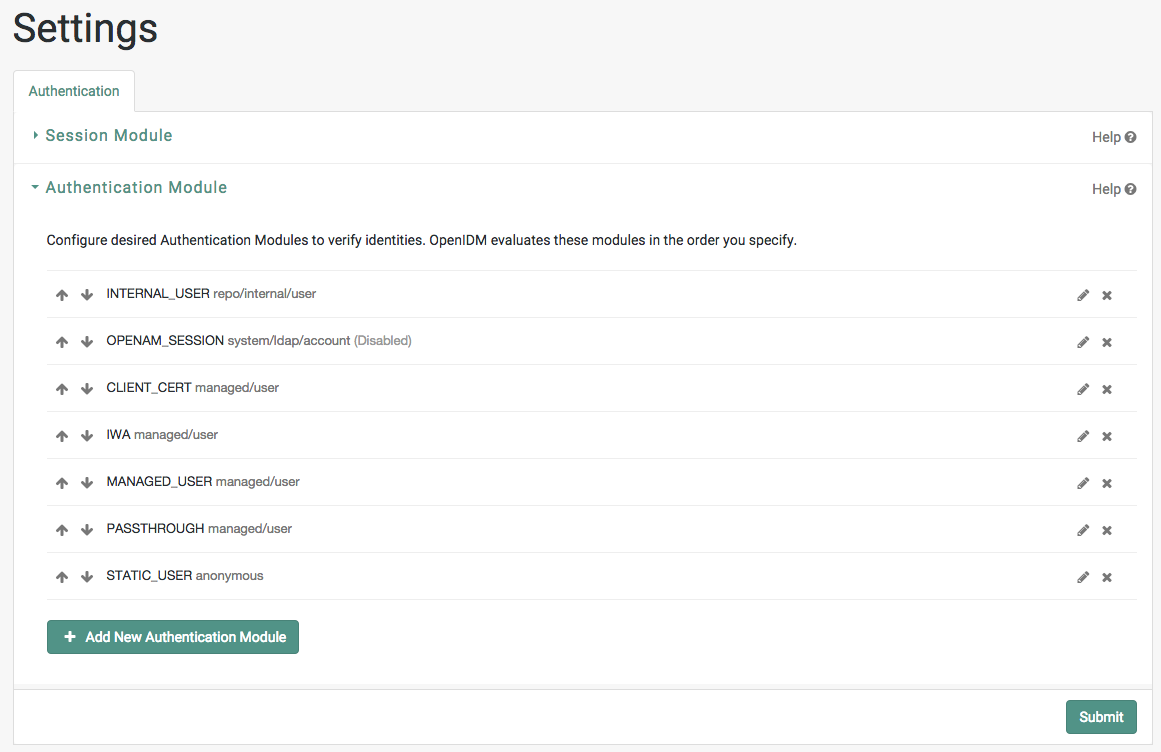 Settings
Authentication
Session Module Help
Authentication Module Help
Configure desired Authentication Modules to verify identities. OpenIDM evaluates these modules in the order you specify.
INTERNAL_USER repo/internal/user
OPENAM_SESSION system/ldap/account (Disabled)
CLIENT_CERT managed/user
IWA managed/user
MANAGED_USER managed/user
PASSTHROUGH managed/user
STATIC_USER anonymous
Add New Authentication Module
Submit